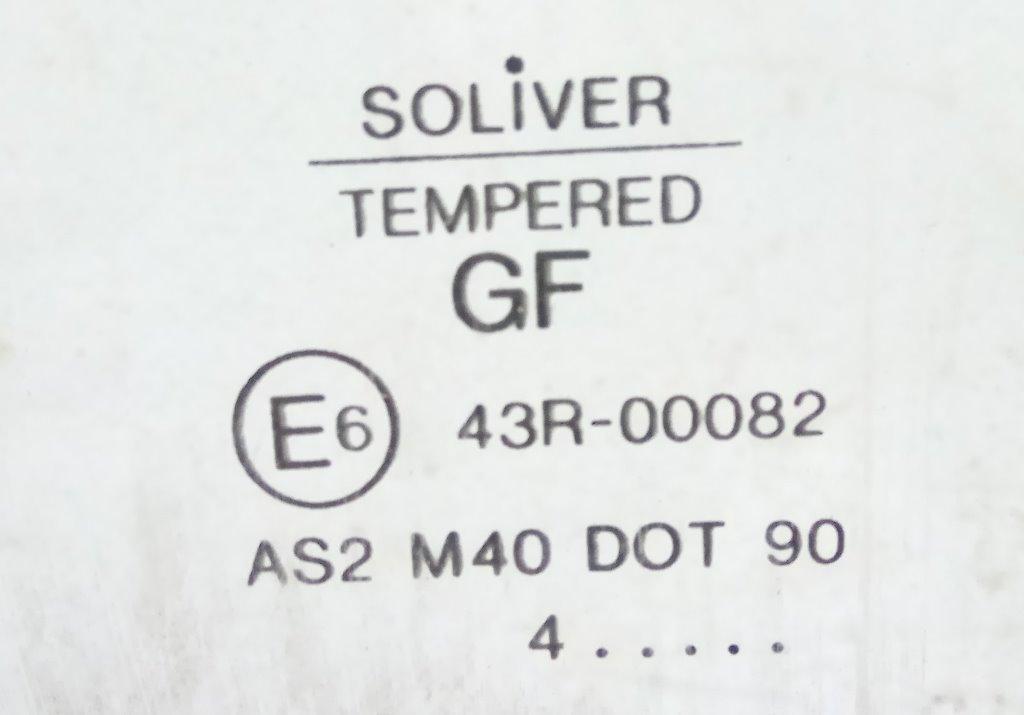 SOLiVER
TEMPERED
GF
E6 43R-00082
AS2 M40 DOT 90
4 . . . . .